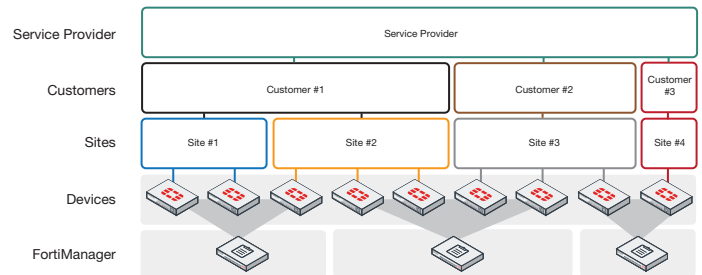 Service Provider
Service Provider
Customers
Customer #1
Customer #2
Customer
#3
Sites
Site #1
Site #2
Site #3
Site #4
Devices
FortiManager